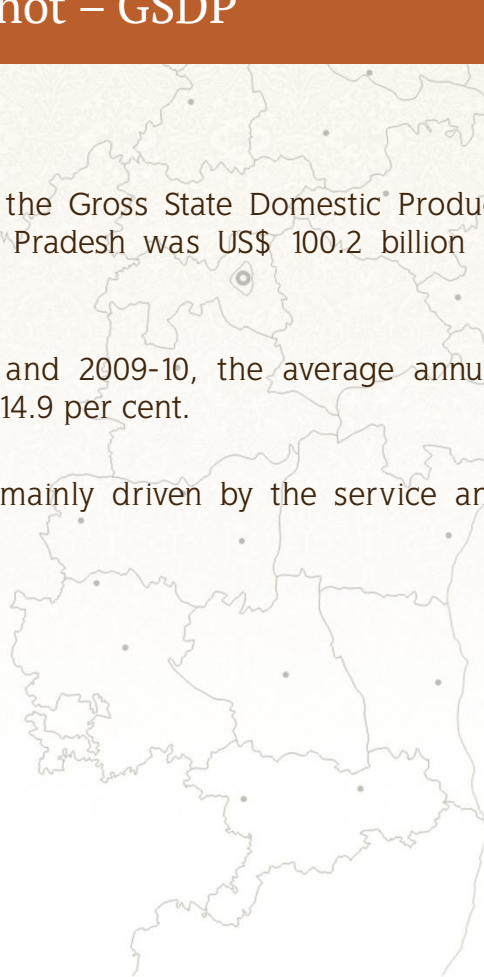 not – GSDP
the Gross State Domestic Produ
Pradesh was US$ 100.2 billion
and 2009-10, the average annu
14.9 per cent.
mainly driven by the service an